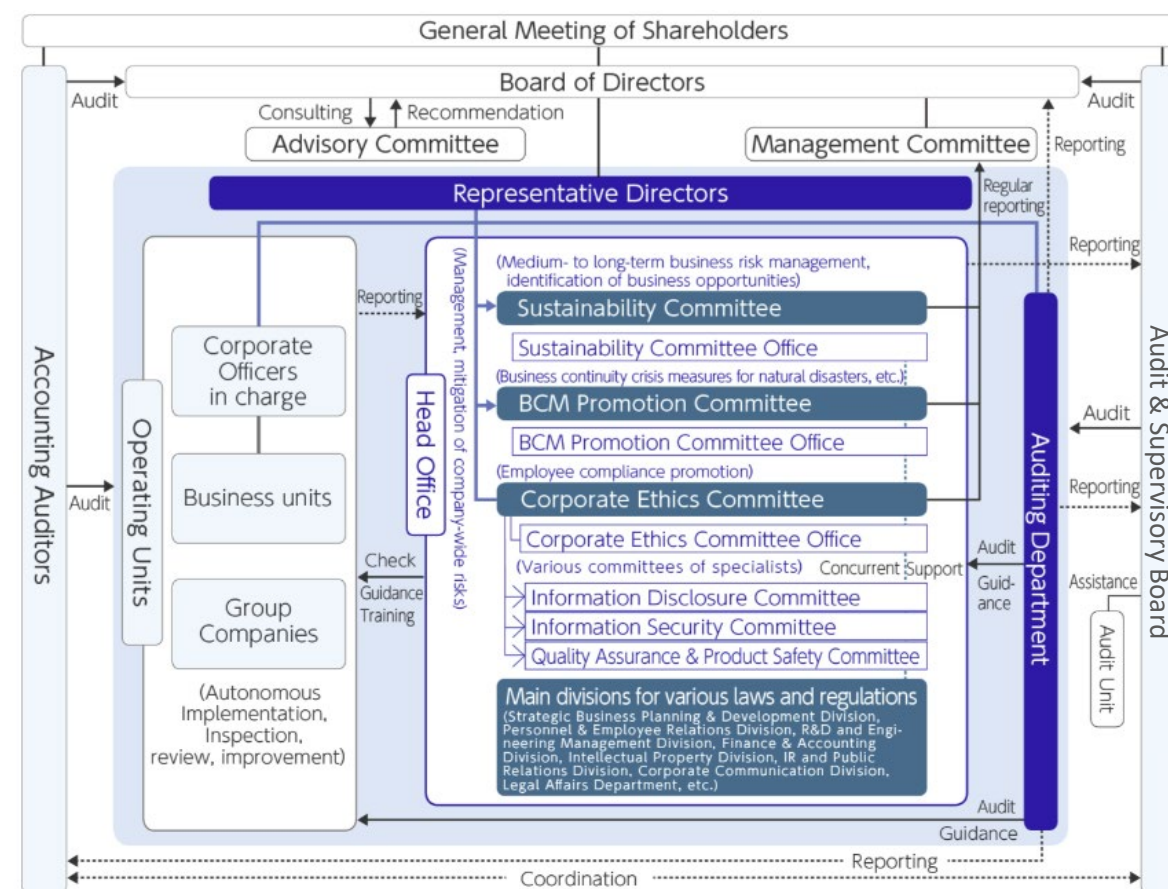 General Meeting of Shareholders
Board of Directors
Audit
Audit
Consulting
Recommendation
Advisory Committee
Management Committee
Reporting
Representative Directors
Regular
reporting
Reporting
(Medium- to long-term business risk management,
identification of business opportunities)
Sustainability Committee
Sustainability Committee Office
(Business continuity crisis measures for natural disasters, etc.)
BCM Promotion Committee
BCM Promotion Committee Office
(Employee compliance promotion)
Corporate Ethics Committee
Corporate Ethics Committee Office
(Various committees of specialists)
Concurrent Support
Information Disclosure Committee
Information Security Committee
Quality Assurance & Product Safety Committee
Main divisions for various laws and regulations
(Strategic Business Planning & Development Division,
Personnel & Employee Relations Division, R&D and Engi-
neering Management Division, Finance & Accounting
Division, Intellectual Property Division, IR and Public
Relations Division, Corporate Communication Division,
Legal Affairs Department, etc.)
(Management, mitigation of company-wide risks)
Head Office
Reporting
Check
Guidance
Training
Operating Units
Corporate
Officers
in charge
Business units
Group
Companies
(Autonomous
Implementation,
Inspection,
review, improvement)
Accounting Auditors
Audit
Auditing Department
Audit
Guid-
ance
Audit
Reporting
Assistance
Audit Unit
Audit & Supervisory Board
Audit
Guidance
Reporting
Coordination